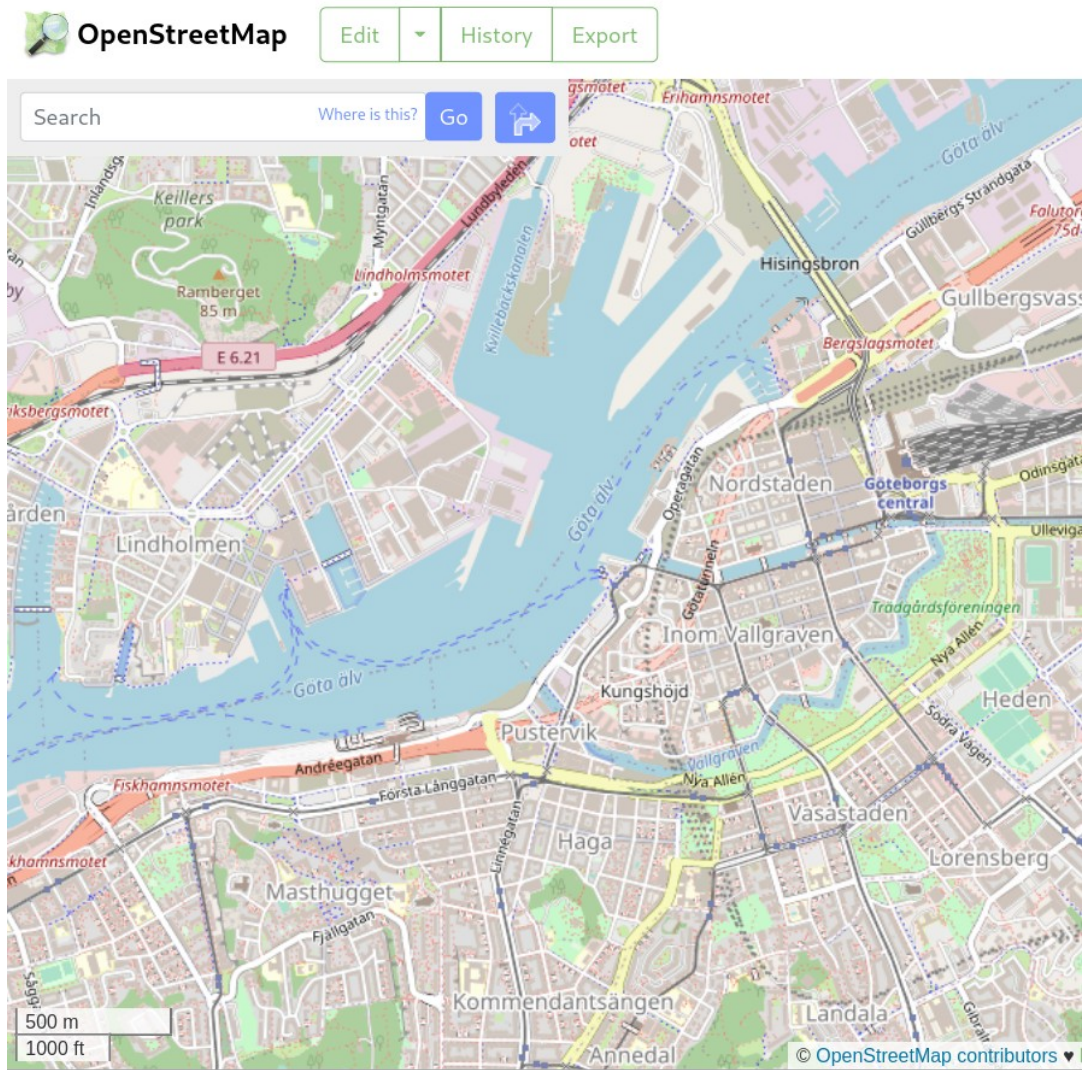 OpenStreetMap
Edit
History
Export
Search
Where is this?
Go
Erihamnsmotet
Göta älv
Gullbergs Strandgata
Keillers
park
Myntgatan
Lundbyleden
Lindholmsmotet
Kvillebäckskanalen
Hisingsbron
Ramberget
85 m
Gullbergsvass
E 6.21
Bergslagsmotet
Operagatan
Nordstaden
Göteborgs
central
Odinsgata
Göta älv
Lindholmen
Götatunneln
Trädgårdsföreningen
Inom Vallgraven
Nya Allén
Göta älv
Kungshöjd
Heden
Södra Vägen
Pustervik
Vallgraven
Andréegatan
Nya Allén
Fiskhamnsmotet
Första Långgatan
Vasastaden
Haga
Linnégatan
Lorensberg
Masthugget
Fjällgatan
Kommendantsängen
Landala
500 m
1000 ft
Annedal
© OpenStreetMap contributors ♥